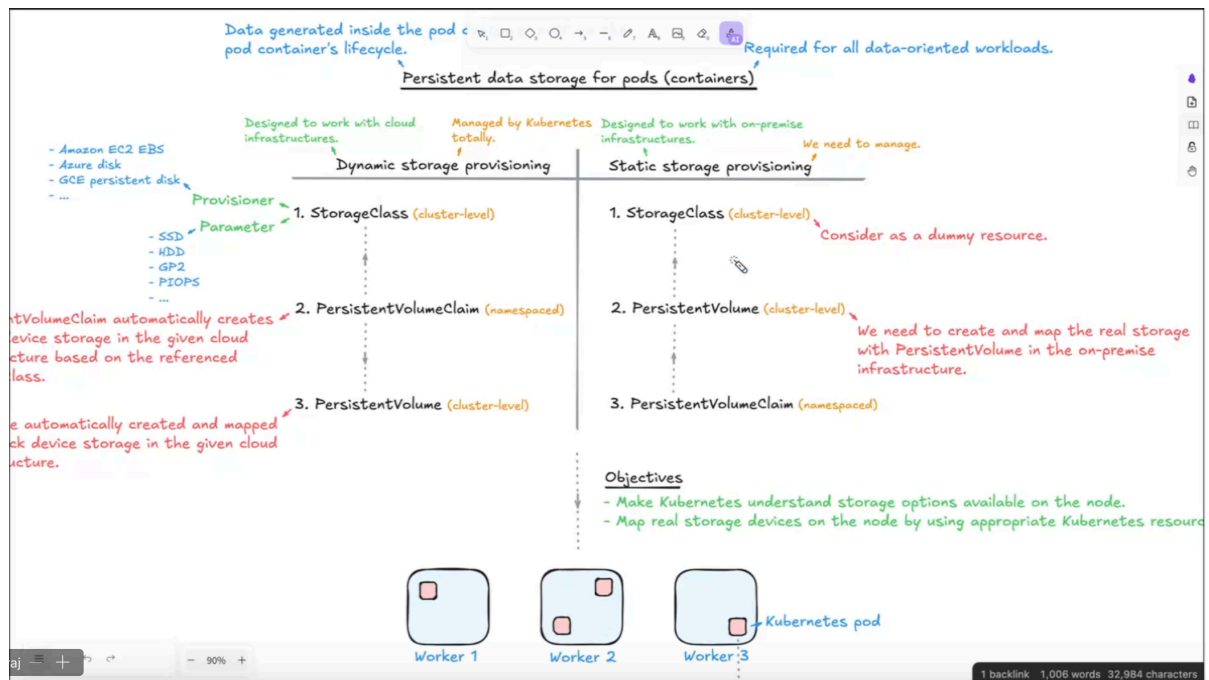 Data generated inside the pod
pod container's lifecycle.
Required for all data-oriented workloads.
Persistent data storage for pods (containers)
Designed to work with cloud
infrastructures.
Managed by Kubernetes
totally.
Dynamic storage provisioning
Designed to work with on-premise
infrastructures.
We need to manage.
Static storage provisioning
- Amazon EC2 EBS
- Azure disk
- GCE persistent disk
- ...
Provisioner
Parameter
- SSD
- HDD
- GP2
- PIOPS
- ...
1. StorageClass (cluster-level)
2. PersistentVolumeClaim (namespaced)
ntVolumeClaim automatically creates
evice storage in the given cloud
cture based on the referenced
lass.
3. PersistentVolume (cluster-level)
e automatically created and mapped
ck device storage in the given cloud
ucture.
1. StorageClass (cluster-level)
Consider as a dummy resource.
2. PersistentVolume (cluster-level)
We need to create and map the real storage
with PersistentVolume in the on-premise
infrastructure.
3. PersistentVolumeClaim (namespaced)
Objectives
- Make Kubernetes understand storage options available on the node.
- Map real storage devices on the node by using appropriate Kubernetes resourc
Kubernetes pod
Worker 1
Worker 2
Worker 3
aj
90%
1 backlink 1,006 words 32,984 characters